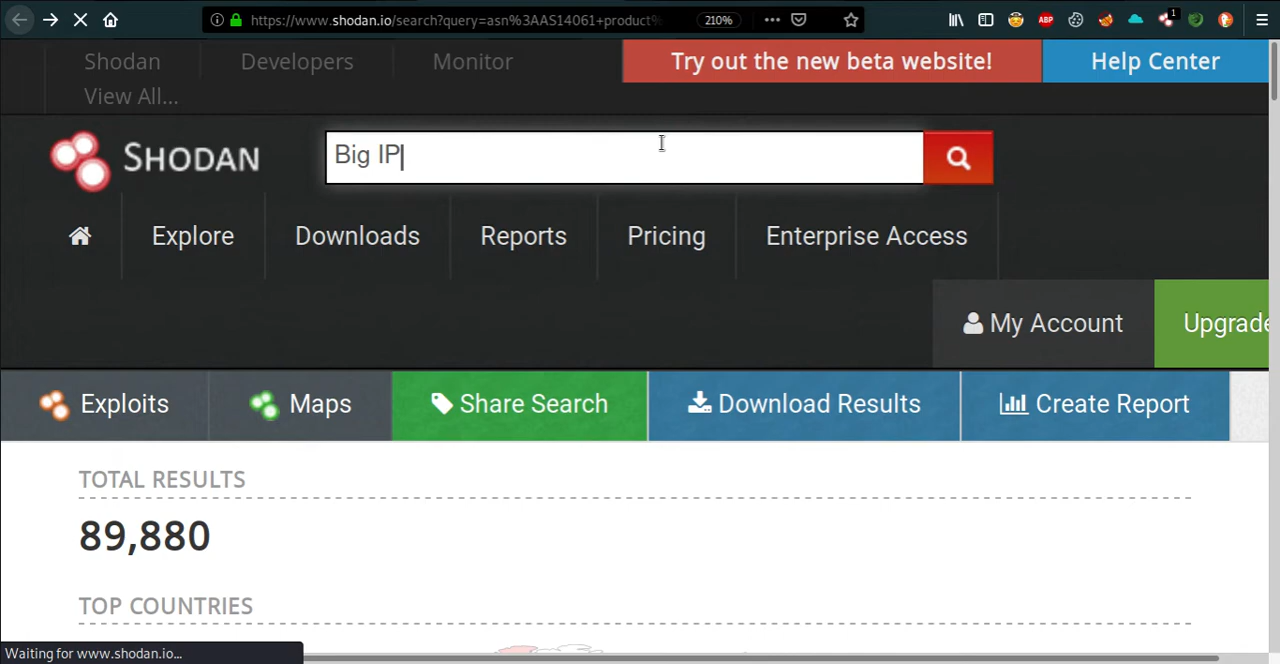 https://www.shodan.io/search?query=asn%3AAS14061+product%
210%
ABP
1
Shodan
Developers
Monitor
Try out the new beta website!
Help Center
View All...
SHODAN
Big IP
Explore
Downloads
Reports
Pricing
Enterprise Access
My Account
Upgrade
Exploits
Maps
Share Search
Download Results
Create Report
TOTAL RESULTS
89,880
TOP COUNTRIES
Waiting for www.shodan.io...